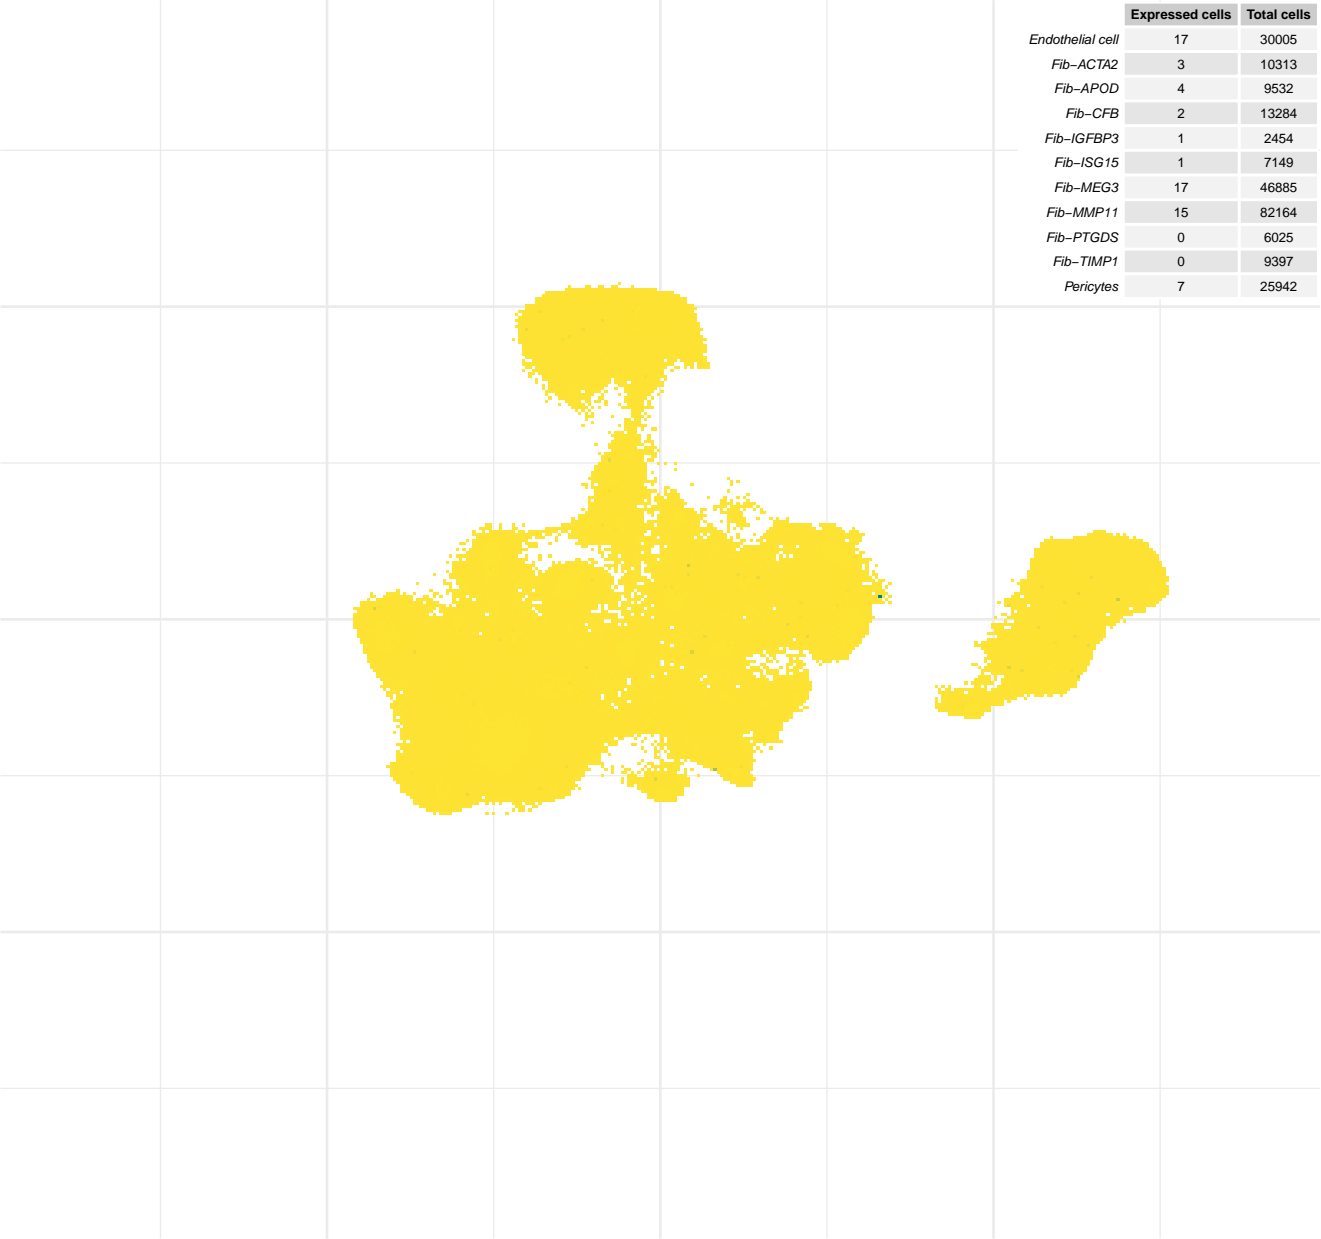 Expressed cells Total cells
Endothelial cell 17 30005
Fib−ACTA2 3 10313
Fib−APOD 4 9532
Fib−CFB 2 13284
Fib−IGFBP3 1 2454
Fib−ISG15 1 7149
Fib−MEG3 17 46885
Fib−MMP11 15 82164
Fib−PTGDS 0 6025
Fib−TIMP1 0 9397
Pericytes 7 25942